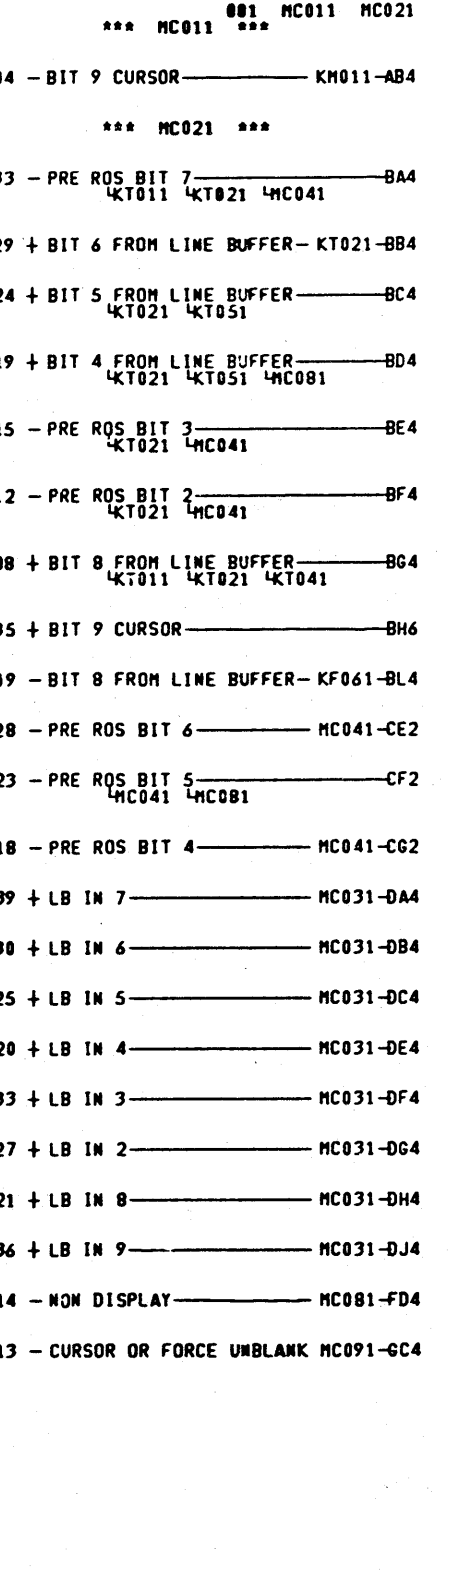 001 MC011 MC021
*** MC011 ***
04 - BIT 9 CURSOR KM011-AB4
*** MC021 ***
33 - PRE ROS BIT 7 BA4
KT011 KT021 MC041
29 + BIT 6 FROM LINE BUFFER- KT021-BB4
24 + BIT 5 FROM LINE BUFFER BC4
KT021 KT051
19 + BIT 4 FROM LINE BUFFER BD4
KT021 KT051 MC081
15 - PRE ROS BIT 3 BE4
KT021 MC041
12 - PRE ROS BIT 2 BF4
KT021 MC041
08 + BIT 8 FROM LINE BUFFER BG4
KT011 KT021 KT041
35 + BIT 9 CURSOR BH6
9 - BIT 8 FROM LINE BUFFER- KF061-BL4
28 - PRE ROS BIT 6 MC041-CE2
23 - PRE ROS BIT 5 CF2
MC041 MC081
18 - PRE ROS BIT 4 MC041-CG2
39 + LB IN 7 MC031-DA4
30 + LB IN 6 MC031-DB4
25 + LB IN 5 MC031-DC4
20 + LB IN 4 MC031-DE4
33 + LB IN 3 MC031-DF4
27 + LB IN 2 MC031-DG4
21 + LB IN 8 MC031-DH4
36 + LB IN 9 MC031-DJ4
14 - NON DISPLAY MC081-FD4
13 - CURSOR OR FORCE UNBLANK MC091-GC4